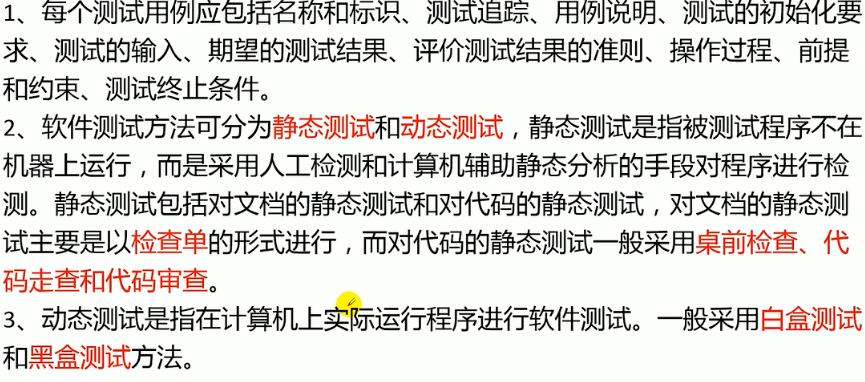 1、每个测试用例应包括名称和标识、测试追踪、用例说明、测试的初始化要
求、测试的输入、期望的测试结果、评价测试结果的准则、操作过程、前提
和约束、测试终止条件。
2、软件测试方法可分为静态测试和动态测试，静态测试是指被测试程序不在
机器上运行，而是采用人工检测和计算机辅助静态分析的手段对程序进行检
测。静态测试包括对文档的静态测试和对代码的静态测试，对文档的静态测
试主要是以检查单的形式进行，而对代码的静态测试一般采用桌前检查、代
码走查和代码审查。
3、动态测试是指在计算机上实际运行程序进行软件测试。一般采用白盒测试
和黑盒测试方法。